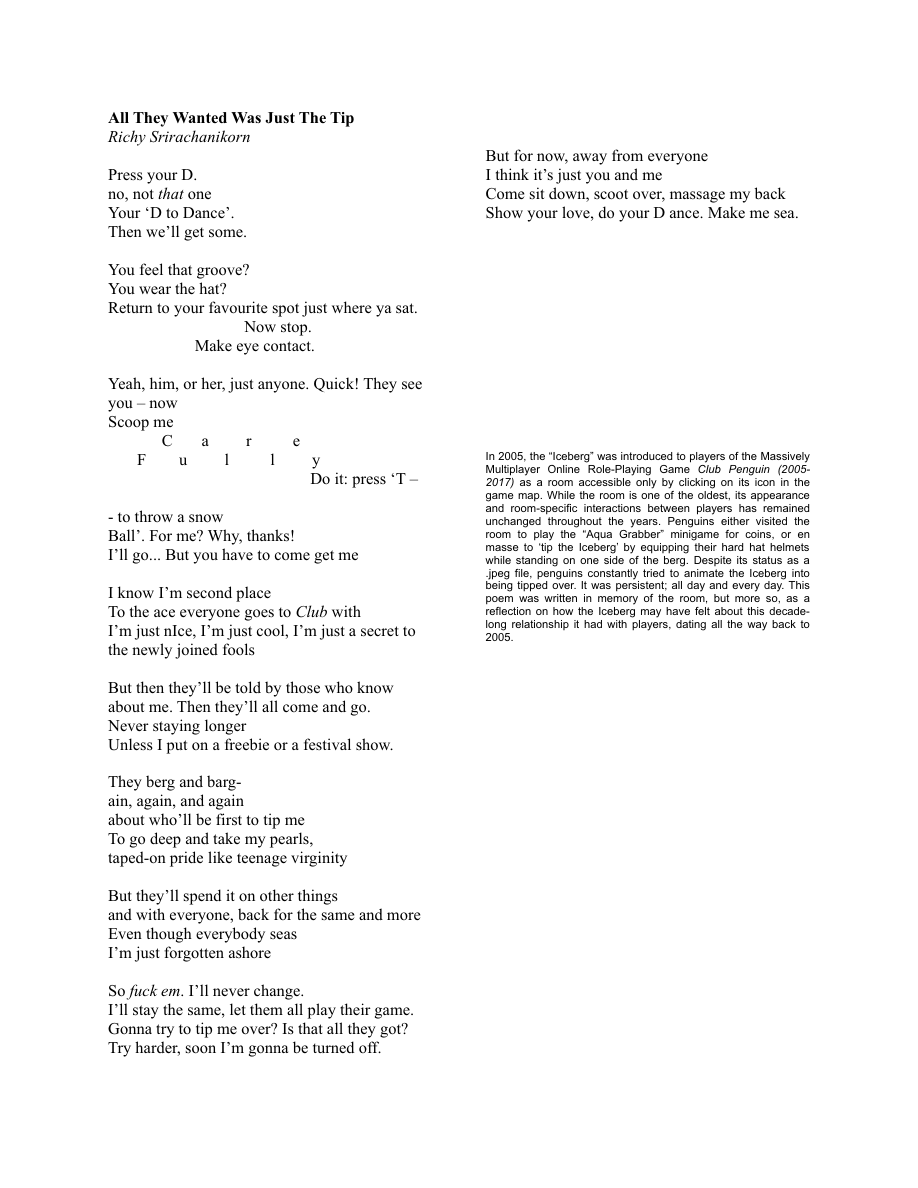 All They Wanted Was Just The Tip
Richy Srirachanikorn
Press your D.
no, not that one
Your ‘D to Dance’.
Then we’ll get some.
You feel that groove?
You wear the hat?
Return to your favourite spot just where ya sat.
Now stop.
Make eye contact.
Yeah, him, or her, just anyone. Quick! They see
you – now
Scoop me
C a r e
F u l l y
Do it: press ‘T –
- to throw a snow
Ball’. For me? Why, thanks!
I’ll go... But you have to come get me
I know I’m second place
To the ace everyone goes to Club with
I’m just nIce, I’m just cool, I’m just a secret to
the newly joined fools
But then they’ll be told by those who know
about me. Then they’ll all come and go.
Never staying longer
Unless I put on a freebie or a festival show.
They berg and barg-
ain, again, and again
about who’ll be first to tip me
To go deep and take my pearls,
taped-on pride like teenage virginity
But they’ll spend it on other things
and with everyone, back for the same and more
Even though everybody seas
I’m just forgotten ashore
So fuck em. I’ll never change.
I’ll stay the same, let them all play their game.
Gonna try to tip me over? Is that all they got?
Try harder, soon I’m gonna be turned off.
But for now, away from everyone
I think it’s just you and me
Come sit down, scoot over, massage my back
Show your love, do your D ance. Make me sea.
In 2005, the “Iceberg” was introduced to players of the Massively
Multiplayer Online Role-Playing Game Club Penguin (2005-
2017) as a room accessible only by clicking on its icon in the
game map. While the room is one of the oldest, its appearance
and room-specific interactions between players has remained
unchanged throughout the years. Penguins either visited the
room to play the “Aqua Grabber” minigame for coins, or en
masse to ‘tip the Iceberg’ by equipping their hard hat helmets
while standing on one side of the berg. Despite its status as a
.jpeg file, penguins constantly tried to animate the Iceberg into
being tipped over. It was persistent; all day and every day. This
poem was written in memory of the room, but more so, as a
reflection on how the Iceberg may have felt about this decade-
long relationship it had with players, dating all the way back to
2005.